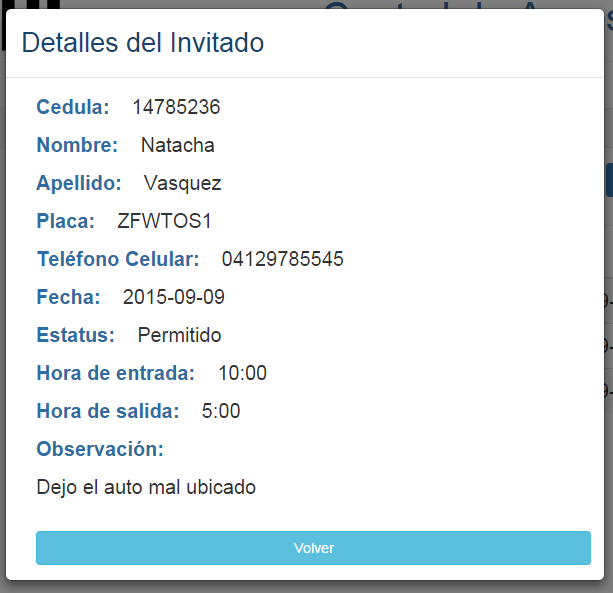 Detalles del Invitado
Cedula: 14785236
Nombre: Natacha
Apellido: Vasquez
Placa: ZFWTOS1
Teléfono Celular: 04129785545
Fecha: 2015-09-09
Estatus: Permitido
Hora de entrada: 10:00
Hora de salida: 5:00
Observación:
Dejo el auto mal ubicado
Volver